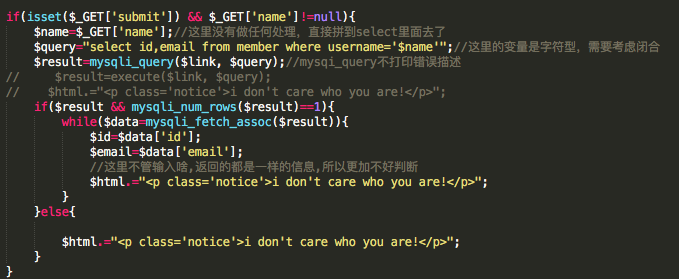 if(isset($_GET['submit']) && $_GET['name']!=null){
    $name=$_GET['name'];//这里没有做任何处理，直接拼到select里面去了
    $query="select id,email from member where username='$name'";//这里的变量是字符型，需要考虑闭合
    $result=mysqli_query($link, $query);//mysqi_query不打印错误描述
//     $result=execute($link, $query);
//    $html.="<p class='notice'>i don't care who you are!</p>";
    if($result && mysqli_num_rows($result)==1){
        while($data=mysqli_fetch_assoc($result)){
            $id=$data['id'];
            $email=$data['email'];
            //这里不管输入啥,返回的都是一样的信息,所以更加不好判断
            $html.="<p class='notice'>i don't care who you are!</p>";
        }
    }else{
        $html.="<p class='notice'>i don't care who you are!</p>";
    }
}